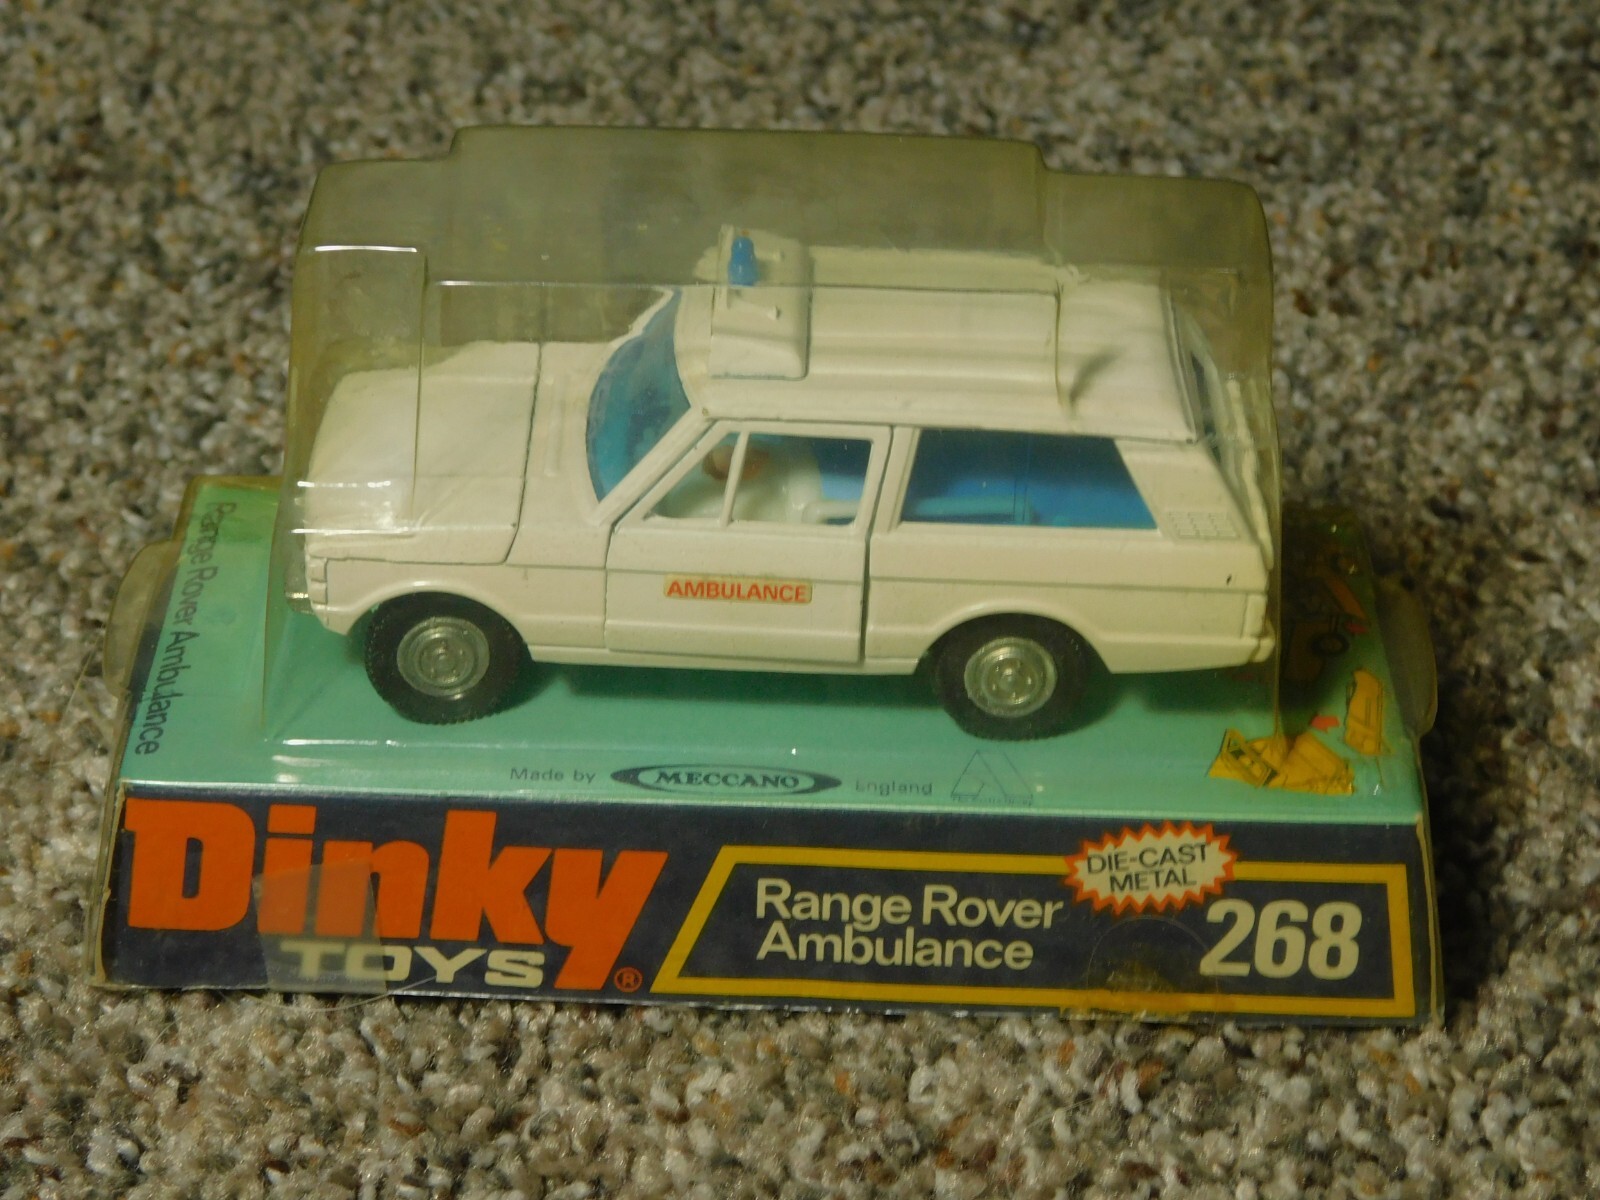 AMBULANCE
Range Rover Ambulance
Made by MECCANO England
Dinky
TOYS®
Range Rover
Ambulance
DIE-CAST
METAL
268